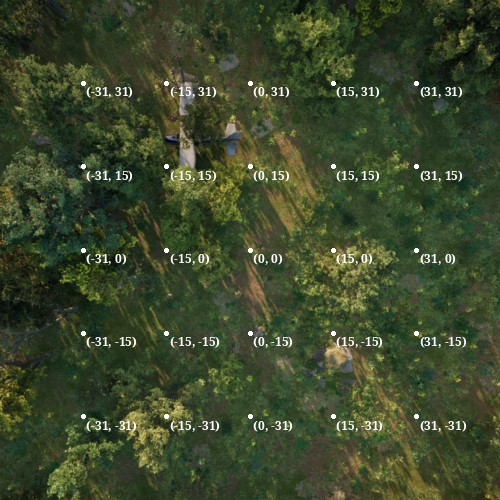 (-31, 31) (-15, 31) (0, 31) (15, 31) (31, 31)
(-31, 15) (-15, 15) (0, 15) (15, 15) (31, 15)
(-31, 0) (-15, 0) (0, 0) (15, 0) (31, 0)
(-31, -15) (-15, -15) (0, -15) (15, -15) (31, -15)
(-31, -31) (-15, -31) (0, -31) (15, -31) (31, -31)